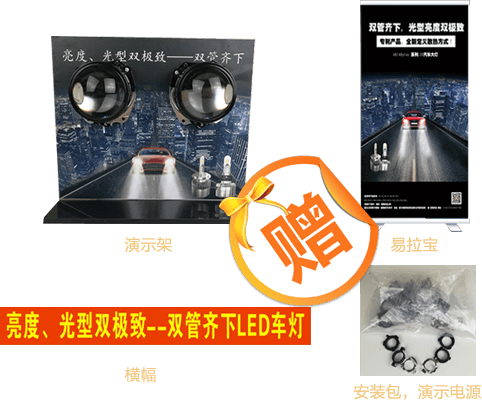 亮度、光型双极致——双管齐下
双管齐下，光型亮度双极致
专利产品，全新定义散热方式！
演示架
赠
易拉宝
亮度、光型双极致--双管齐下LED车灯
横幅
安装包，演示电源